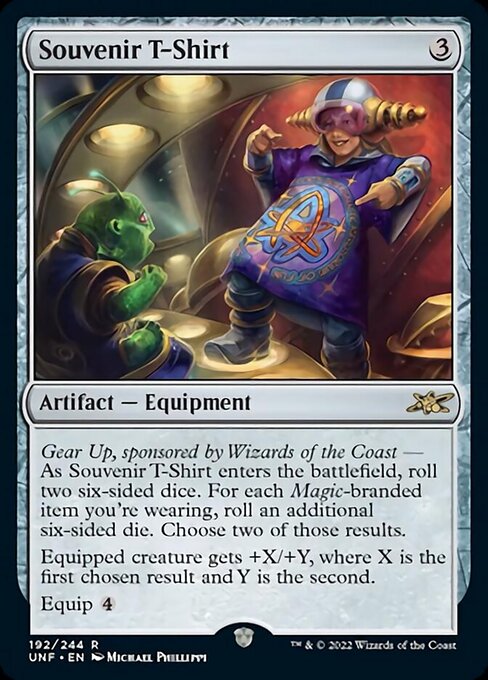 Souvenir T-Shirt 3
Artifact — Equipment
Gear Up, sponsored by Wizards of the Coast —
As Souvenir T-Shirt enters the battlefield, roll
two six-sided dice. For each Magic-branded
item you're wearing, roll an additional
six-sided die. Choose two of those results.
Equipped creature gets +X/+Y, where X is the
first chosen result and Y is the second.
Equip 4
192/244 R
UNF • EN Michael Phillippi
™ & © 2022 Wizards of the Coast